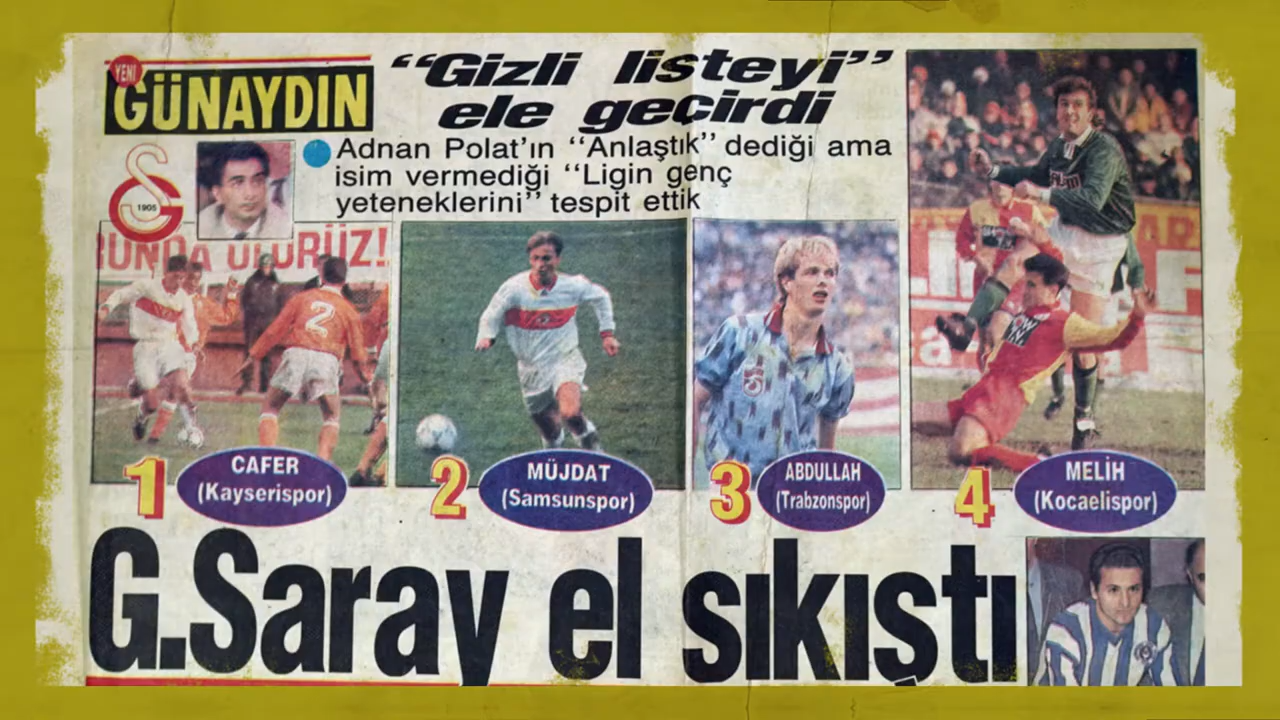 YENİ
GÜNAYDIN
“Gizli listeyi”
ele geçirdi
Adnan Polat'ın “Anlaştık” dediği ama
isim vermediği “Ligin genç
yeteneklerini” tespit ettik
1905
2
1
CAFER
(Kayserispor)
2
MÜJDAT
(Samsunspor)
3
ABDULLAH
(Trabzonspor)
4
MELİH
(Kocaelispor)
G.Saray el sıkıştı